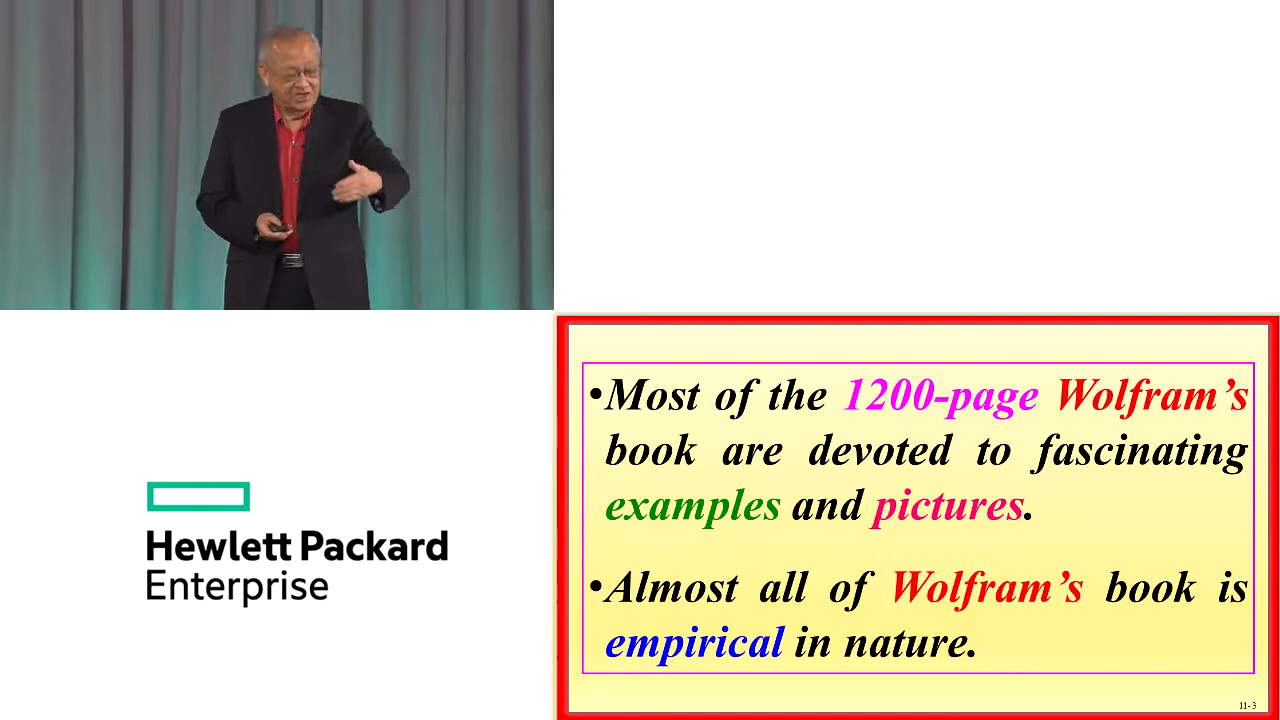 Hewlett Packard
Enterprise
•Most of the 1200-page Wolfram’s
book are devoted to fascinating
examples and pictures.
•Almost all of Wolfram’s book is
empirical in nature.
11-3